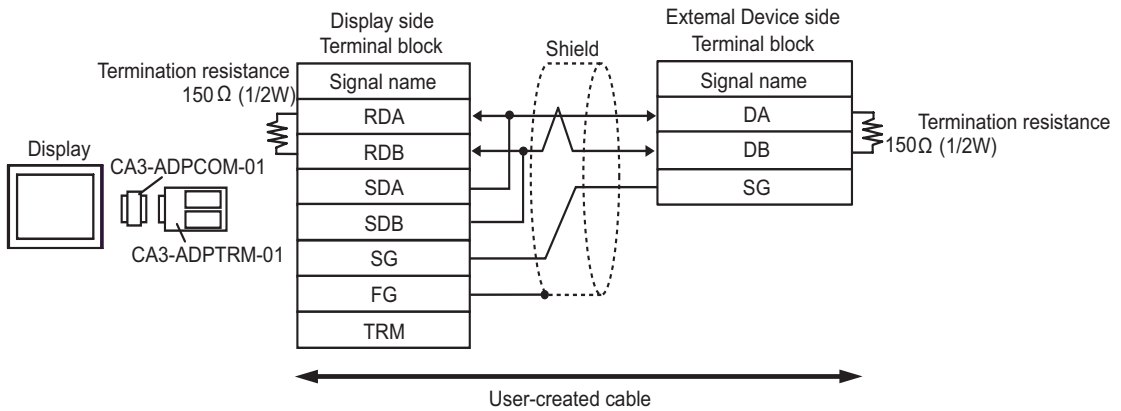 Display side
Terminal block
External Device side
Terminal block
Shield
Termination resistance
150Ω (1/2W)
Signal name
RDA
RDB
SDA
SDB
SG
FG
TRM
Signal name
DA
DB
SG
Termination resistance
150Ω (1/2W)
Display
CA3-ADPCOM-01
CA3-ADPTRM-01
User-created cable